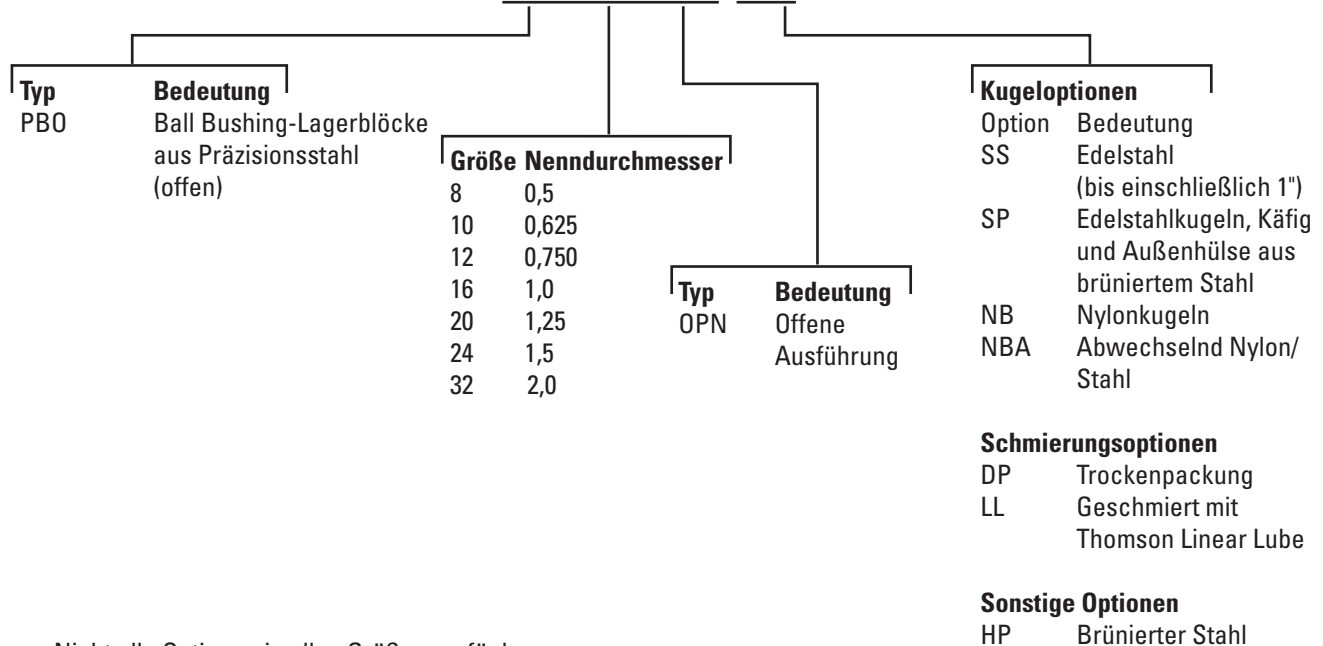 Typ Bedeutung
PBO Ball Bushing-Lagerblöcke
aus Präzisionsstahl
(offen)
Größe Nenndurchmesser
8 0,5
10 0,625
12 0,750
16 1,0
20 1,25
24 1,5
32 2,0
Typ Bedeutung
OPN Offene
Ausführung
Kugeloptionen
Option Bedeutung
SS Edelstahl
(bis einschließlich 1")
SP Edelstahlkugeln, Käfig
und Außenhülse aus
brüniertem Stahl
NB Nylonkugeln
NBA Abwechselnd Nylon/
Stahl
Schmierungsoptionen
DP Trockenpackung
LL Geschmiert mit
Thomson Linear Lube
Sonstige Optionen
HP Brünierter Stahl